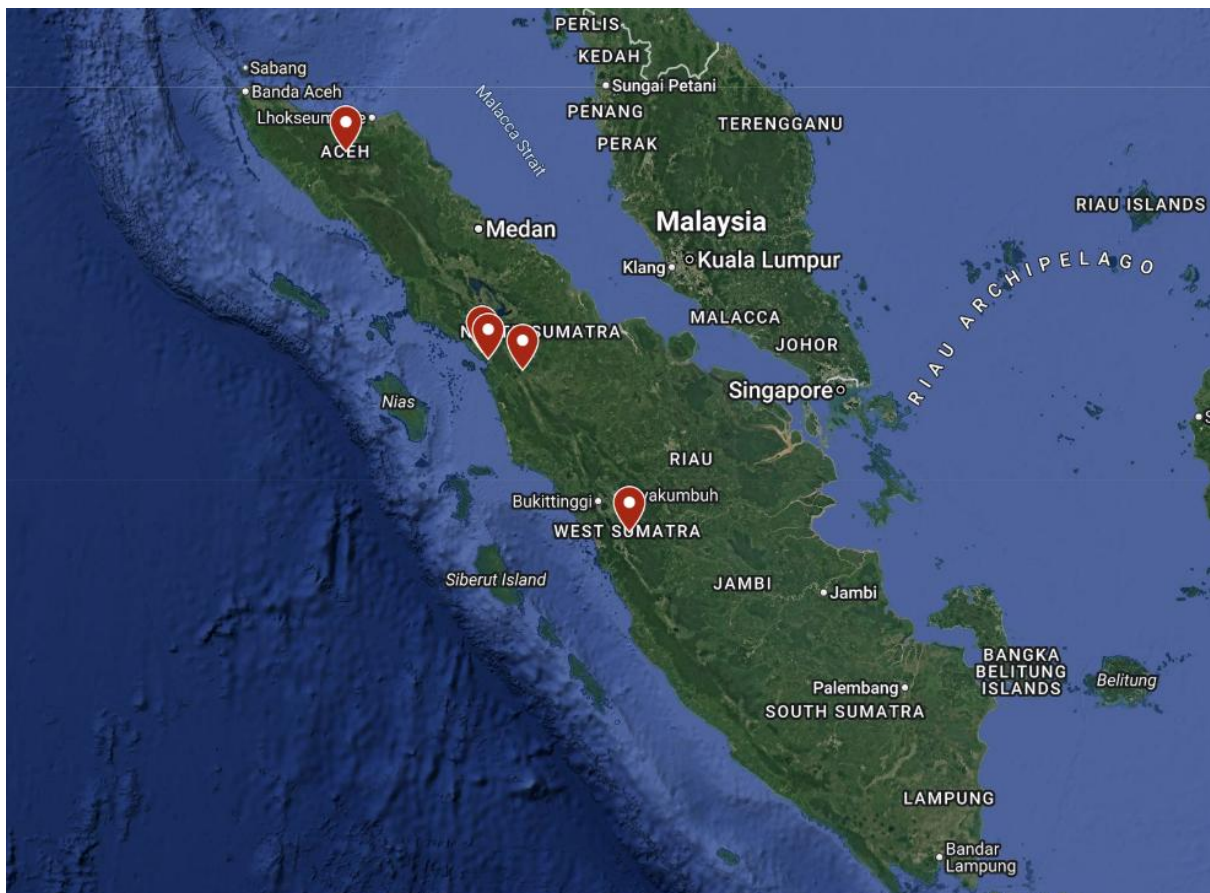 PERLIS
KEDAH
Sabang
Sungai Petani
Banda Aceh
Malacca Strait
PENANG
Lhokseum
TERENGGANU
PERAK
ACEH
RIAU ISLANDS
Malaysia
Medan
Kuala Lumpur
Klang
RIAU ARCHIPELAGO
MALACCA
SUMATRA
JOHOR
Singapore
Nias
RIAU
Bukittinggi
yakumbuh
WEST SUMATRA
Siberut Island
JAMBI
Jambi
BANGKA
BELITUNG
ISLANDS
Belitung
Palembang
SOUTH SUMATRA
LAMPUNG
Bandar
Lampung